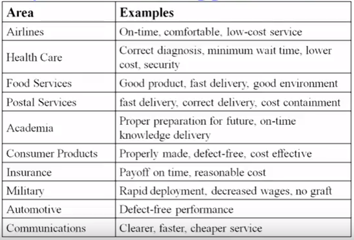 Area Examples
Airlines On-time, comfortable, low-cost service
Health Care Correct diagnosis, minimum wait time, lower
cost, security
Food Services Good product, fast delivery, good environment
Postal Services fast delivery, correct delivery, cost containment
Academia Proper preparation for future, on-time
knowledge delivery
Consumer Products Properly made, defect-free, cost effective
Insurance Payoff on time, reasonable cost
Military Rapid deployment, decreased wages, no graft
Automotive Defect-free performance
Communications Clearer, faster, cheaper service